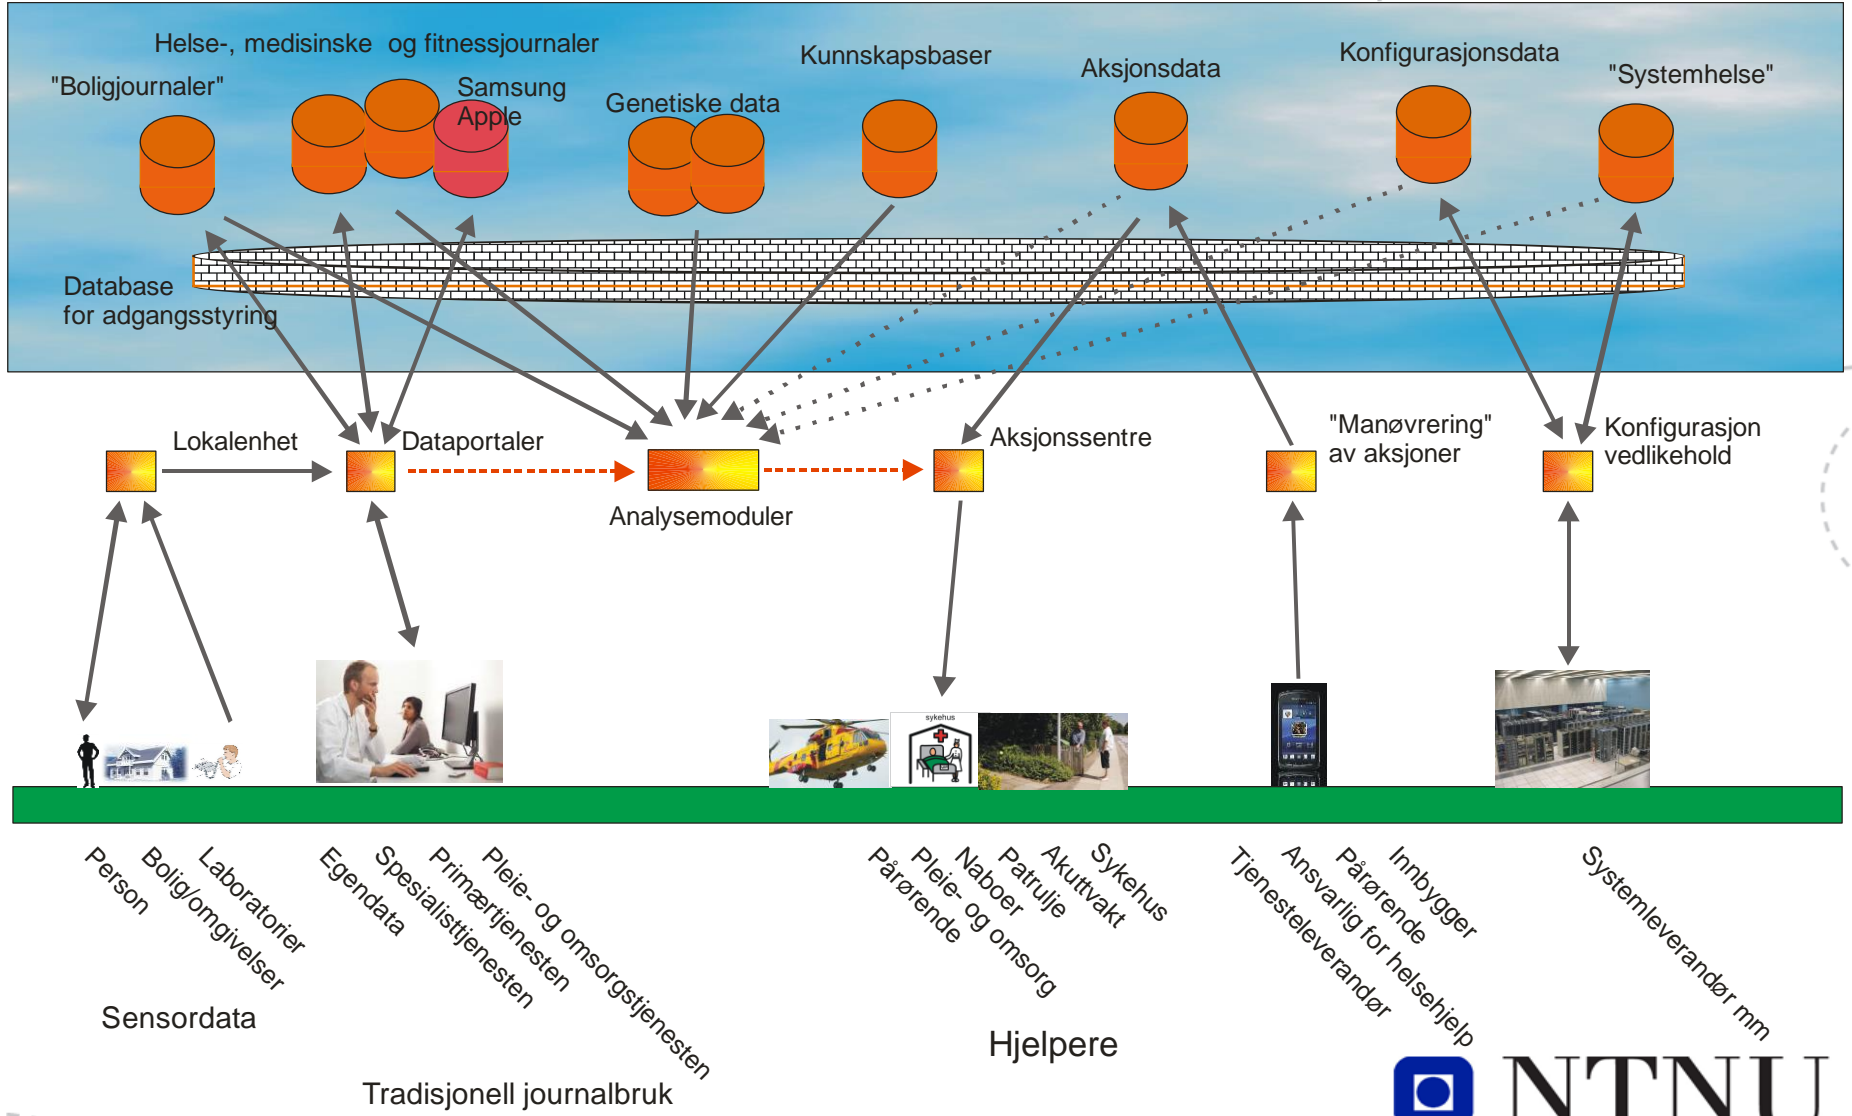 Helse-, medisinske og fitnessjournaler
"Boligjournaler"
Samsung
Apple
Genetiske data
Kunnskapsbaser
Aksjonsdata
Konfigurasjonsdata
"Systemhelse"
Database
for adgangsstyring
Lokalenhet
Dataportaler
Analysemoduler
Aksjonssentre
"Manøvrering"
av aksjoner
Konfigurasjon
vedlikehold
sykehus
Person
Bolig/omgivelser
Laboratorier
Egendata
Spesialisttjenesten
Primærtjenesten
Pleie- og omsorgstjenesten
Pårørende
Pleie- og omsorg
Naboer
Patrulje
Akuttvakt
Sykehus
Tjenesteleverandør
Ansvarlig for helsehjelp
Pårørende
Innbygger
Systemleverandør mm
Sensordata
Hjelpere
Tradisjonell journalbruk
NTNU